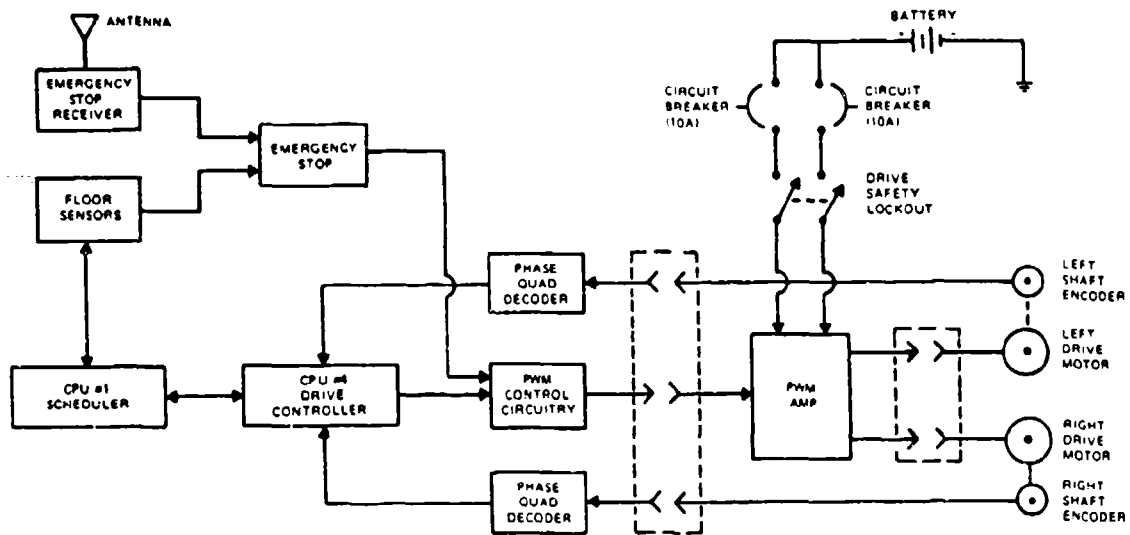 ANTENNA
BATTERY
EMERGENCY
STOP
RECEIVER
CIRCUIT
BREAKER
(10A)
CIRCUIT
BREAKER
(10A)
EMERGENCY
STOP
FLOOR
SENSORS
DRIVE
SAFETY
LOCKOUT
PHASE
QUAD
DECODER
LEFT
SHAFT
ENCODER
LEFT
DRIVE
MOTOR
CPU #1
SCHEDULER
CPU #4
DRIVE
CONTROLLER
PWM
CONTROL
CIRCUITRY
PWM
AMP
RIGHT
DRIVE
MOTOR
PHASE
QUAD
DECODER
RIGHT
SHAFT
ENCODER